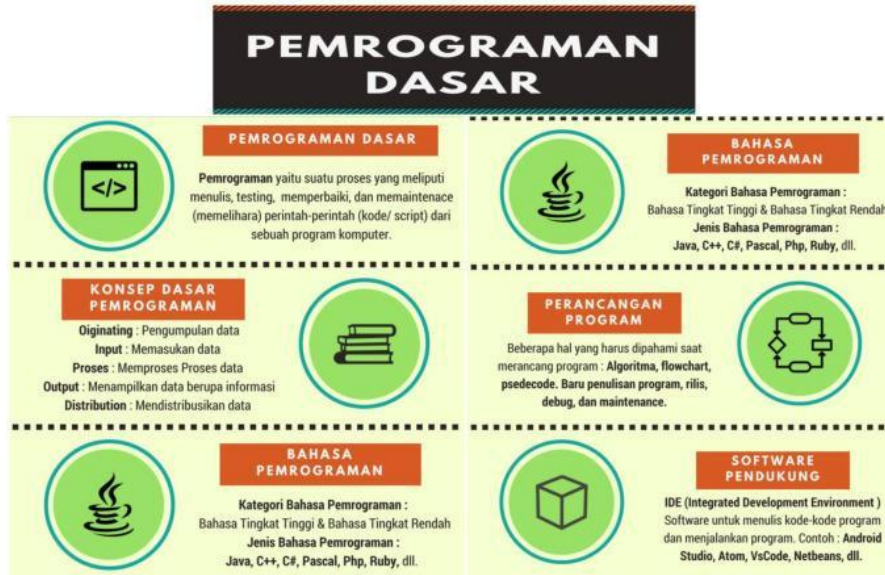 PEMROGRAMAN
DASAR
PEMROGRAMAN DASAR
Pemrograman yaitu suatu proses yang meliputi
menulis, testing, memperbaiki, dan memaintenace
(memelihara) perintah-perintah (kode/ script) dari
sebuah program komputer.
BAHASA
PEMROGRAMAN
Kategori Bahasa Pemrograman :
Bahasa Tingkat Tinggi & Bahasa Tingkat Rendah
Jenis Bahasa Pemrograman :
Java, C++, C#, Pascal, Php, Ruby, dll.
KONSEP DASAR
PEMROGRAMAN
Oiginating : Pengumpulan data
Input : Memasukan data
Proses : Memproses Proses data
Output : Menampilkan data berupa informasi
Distribution : Mendistribusikan data
PERANCANGAN
PROGRAM
Beberapa hal yang harus dipahami saat
merancang program : Algoritma, flowchart,
psedecode. Baru penulisan program, rilis,
debug, dan maintenance.
BAHASA
PEMROGRAMAN
Kategori Bahasa Pemrograman :
Bahasa Tingkat Tinggi & Bahasa Tingkat Rendah
Jenis Bahasa Pemrograman :
Java, C++, C#, Pascal, Php, Ruby, dll.
SOFTWARE
PENDUKUNG
IDE (Integrated Development Environment )
Software untuk menulis kode-kode program
dan menjalankan program. Contoh : Android
Studio, Atom, VsCode, Netbeans, dll.